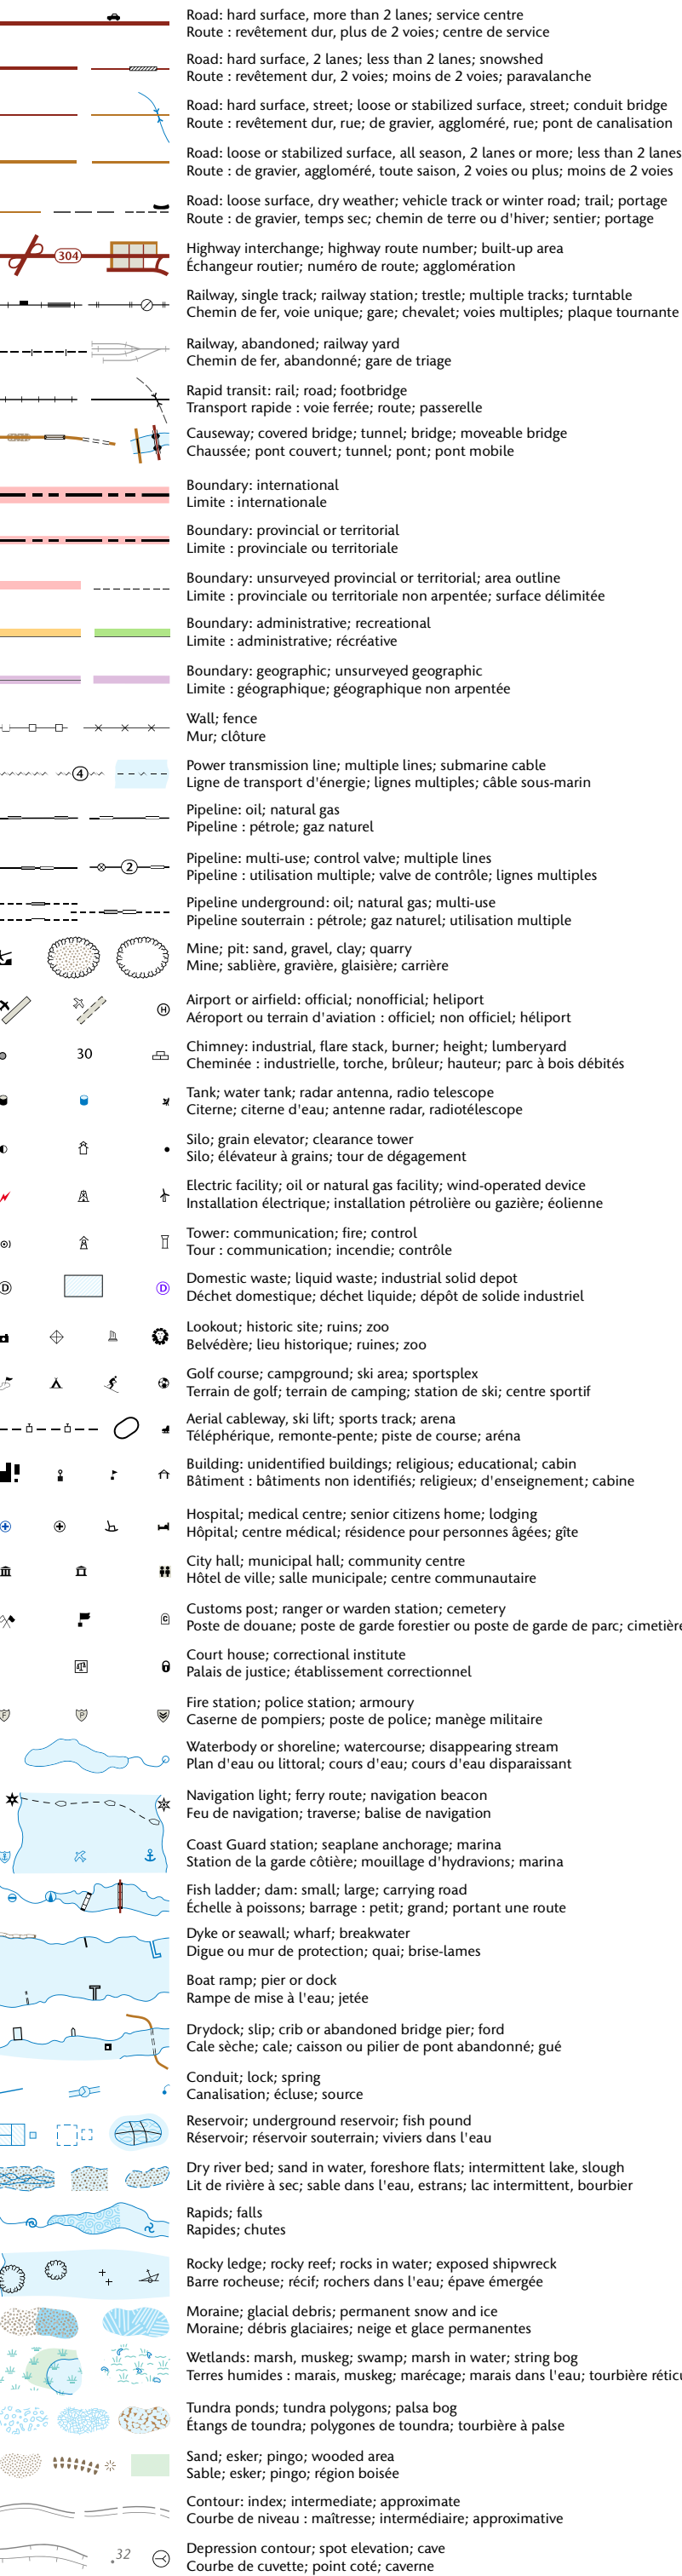 Road: hard surface, more than 2 lanes; service centre
Route : revêtement dur, plus de 2 voies; centre de service
Road: hard surface, 2 lanes; less than 2 lanes; snowshed
Route : revêtement dur, 2 voies; moins de 2 voies; paravalanche
Road: hard surface, street; loose or stabilized surface, street; conduit bridge
Route : revêtement dur, rue; de gravier, aggloméré, rue; pont de canalisation
Road: loose or stabilized surface, all season, 2 lanes or more; less than 2 lanes
Route : de gravier, aggloméré, toute saison, 2 voies ou plus; moins de 2 voies
Road: loose surface, dry weather; vehicle track or winter road; trail; portage
Route : de gravier, temps sec; chemin de terre ou d'hiver; sentier; portage
304
Highway interchange; highway route number; built-up area
Échangeur routier; numéro de route; agglomération
Railway, single track; railway station; trestle; multiple tracks; turntable
Chemin de fer, voie unique; gare; chevalet; voies multiples; plaque tournante
Railway, abandoned; railway yard
Chemin de fer, abandonné; gare de triage
Rapid transit: rail; road; footbridge
Transport rapide : voie ferrée; route; passerelle
Causeway; covered bridge; tunnel; bridge; moveable bridge
Chaussée; pont couvert; tunnel; pont; pont mobile
Boundary: international
Limite : internationale
Boundary: provincial or territorial
Limite : provinciale ou territoriale
Boundary: unsurveyed provincial or territorial; area outline
Limite : provinciale ou territoriale non arpentée; surface délimitée
Boundary: administrative; recreational
Limite : administrative; récréative
Boundary: geographic; unsurveyed geographic
Limite : géographique; géographique non arpentée
Wall; fence
Mur; clôture
4
Power transmission line; multiple lines; submarine cable
Ligne de transport d'énergie; lignes multiples; câble sous-marin
Pipeline: oil; natural gas
Pipeline : pétrole; gaz naturel
2
Pipeline: multi-use; control valve; multiple lines
Pipeline : utilisation multiple; valve de contrôle; lignes multiples
Pipeline underground: oil; natural gas; multi-use
Pipeline souterrain : pétrole; gaz naturel; utilisation multiple
Mine; pit: sand, gravel, clay; quarry
Mine; sablière, gravière, glaisière; carrière
H
Airport or airfield: official; nonofficial; heliport
Aéroport ou terrain d'aviation : officiel; non officiel; héliport
30
Chimney: industrial, flare stack, burner; height; lumberyard
Cheminée : industrielle, torche, brûleur; hauteur; parc à bois débités
Tank; water tank; radar antenna, radio telescope
Citerne; citerne d'eau; antenne radar, radiotélescope
Silo; grain elevator; clearance tower
Silo; élévateur à grains; tour de dégagement
Electric facility; oil or natural gas facility; wind-operated device
Installation électrique; installation pétrolière ou gazière; éolienne
Tower: communication; fire; control
Tour : communication; incendie; contrôle
D D
Domestic waste; liquid waste; industrial solid depot
Déchet domestique; déchet liquide; dépôt de solide industriel
Lookout; historic site; ruins; zoo
Belvédère; lieu historique; ruines; zoo
Golf course; campground; ski area; sportsplex
Terrain de golf; terrain de camping; station de ski; centre sportif
Aerial cableway, ski lift; sports track; arena
Téléphérique, remonte-pente; piste de course; aréna
Building: unidentified buildings; religious; educational; cabin
Bâtiment : bâtiments non identifiés; religieux; d'enseignement; cabine
Hospital; medical centre; senior citizens home; lodging
Hôpital; centre médical; résidence pour personnes âgées; gîte
City hall; municipal hall; community centre
Hôtel de ville; salle municipale; centre communautaire
C
Customs post; ranger or warden station; cemetery
Poste de douane; poste de garde forestier ou poste de garde de parc; cimetière
Court house; correctional institute
Palais de justice; établissement correctionnel
F P
Fire station; police station; armoury
Caserne de pompiers; poste de police; manège militaire
Waterbody or shoreline; watercourse; disappearing stream
Plan d'eau ou littoral; cours d'eau; cours d'eau disparaissant
Navigation light; ferry route; navigation beacon
Feu de navigation; traverse; balise de navigation
Coast Guard station; seaplane anchorage; marina
Station de la garde côtière; mouillage d'hydravions; marina
Fish ladder; dam: small; large; carrying road
Échelle à poissons; barrage : petit; grand; portant une route
Dyke or seawall; wharf; breakwater
Digue ou mur de protection; quai; brise-lames
Boat ramp; pier or dock
Rampe de mise à l'eau; jetée
Drydock; slip; crib or abandoned bridge pier; ford
Cale sèche; cale; caisson ou pilier de pont abandonné; gué
Conduit; lock; spring
Canalisation; écluse; source
Reservoir; underground reservoir; fish pound
Réservoir; réservoir souterrain; viviers dans l'eau
Dry river bed; sand in water, foreshore flats; intermittent lake, slough
Lit de rivière à sec; sable dans l'eau, estrans; lac intermittent, bourbier
Rapids; falls
Rapides; chutes
Rocky ledge; rocky reef; rocks in water; exposed shipwreck
Barre rocheuse; récif; rochers dans l'eau; épave émergée
Moraine; glacial debris; permanent snow and ice
Moraine; débris glaciaires; neige et glace permanentes
Wetlands: marsh, muskeg; swamp; marsh in water; string bog
Terres humides : marais, muskeg; marécage; marais dans l'eau; tourbière
Tundra ponds; tundra polygons; palsa bog
Étangs de toundra; polygones de toundra; tourbière à palse
Sand; esker; pingo; wooded area
Sable; esker; pingo; région boisée
Contour: index; intermediate; approximate
Courbe de niveau : maîtresse; intermédiaire; approximative
.32
Depression contour; spot elevation; cave
Courbe de cuvette; point coté; caverne